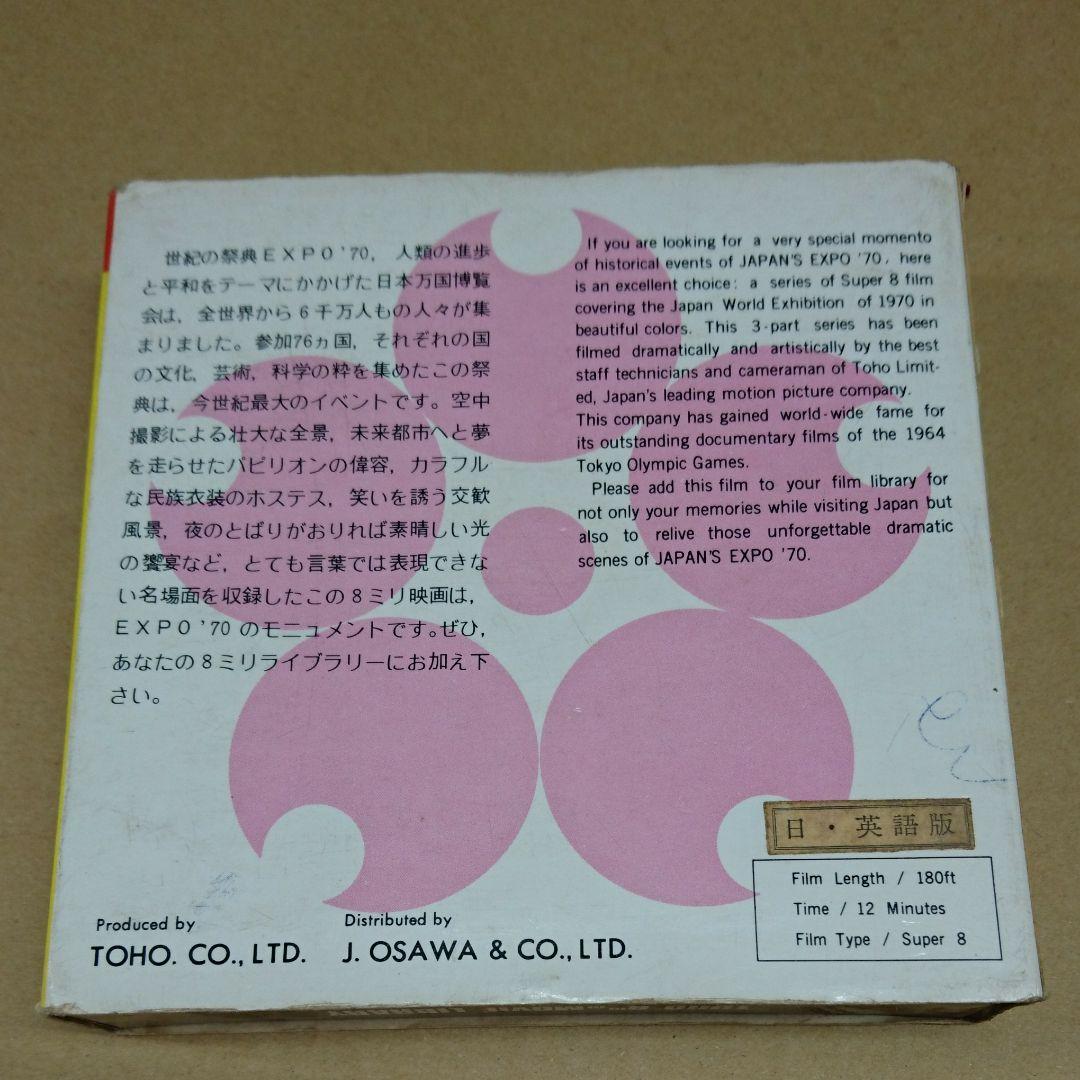 世紀の祭典EXPO'70，人類の進歩
と平和をテーマにかかげた日本万国博覧
会は，全世界から6千万人もの人々が集
まりました。参加76ヵ国，それぞれの国
の文化，芸術，科学の粋を集めたこの祭
典は，今世紀最大のイベントです。空中
撮影による壮大な全景，未来都市へと夢
を走らせたパビリオンの偉容，カラフル
な民族衣装のホステス，笑いを誘う交歓
風景，夜のとばりがおりれば素晴しい光
の饗宴など，とても言葉では表現できな
い名場面を収録したこの8ミリ映画は，
EXPO'70のモニュメントです。ぜひ，
あなたの8ミリライブラリーにお加え下
さい。
If you are looking for a very special momento
of historical events of JAPAN'S EXPO '70, here
is an excellent choice: a series of Super 8 film
covering the Japan World Exhibition of 1970 in
beautiful colors. This 3-part series has been
filmed dramatically and artistically by the best
staff technicians and cameraman of Toho Limit-
ed, Japan's leading motion picture company.
This company has gained world-wide fame for
its outstanding documentary films of the 1964
Tokyo Olympic Games.
Please add this film to your film library for
not only your memories while visiting Japan but
also to relive those unforgettable dramatic
scenes of JAPAN'S EXPO '70.
日・英語版
Film Length / 180ft
Time / 12 Minutes
Film Type / Super 8
Produced by
TOHO. CO., LTD.
Distributed by
J. OSAWA & CO., LTD.